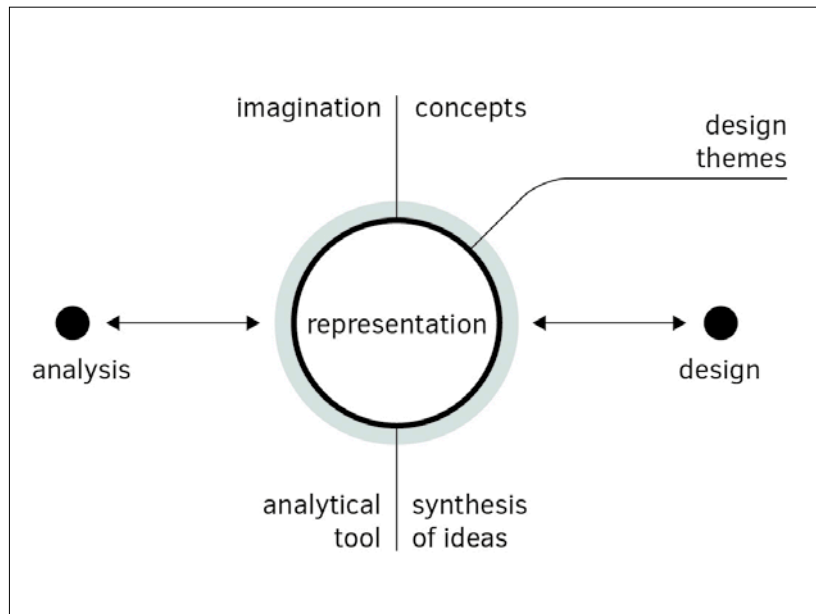 imagination
concepts
design
themes
representation
analysis
design
analytical
tool
synthesis
of ideas